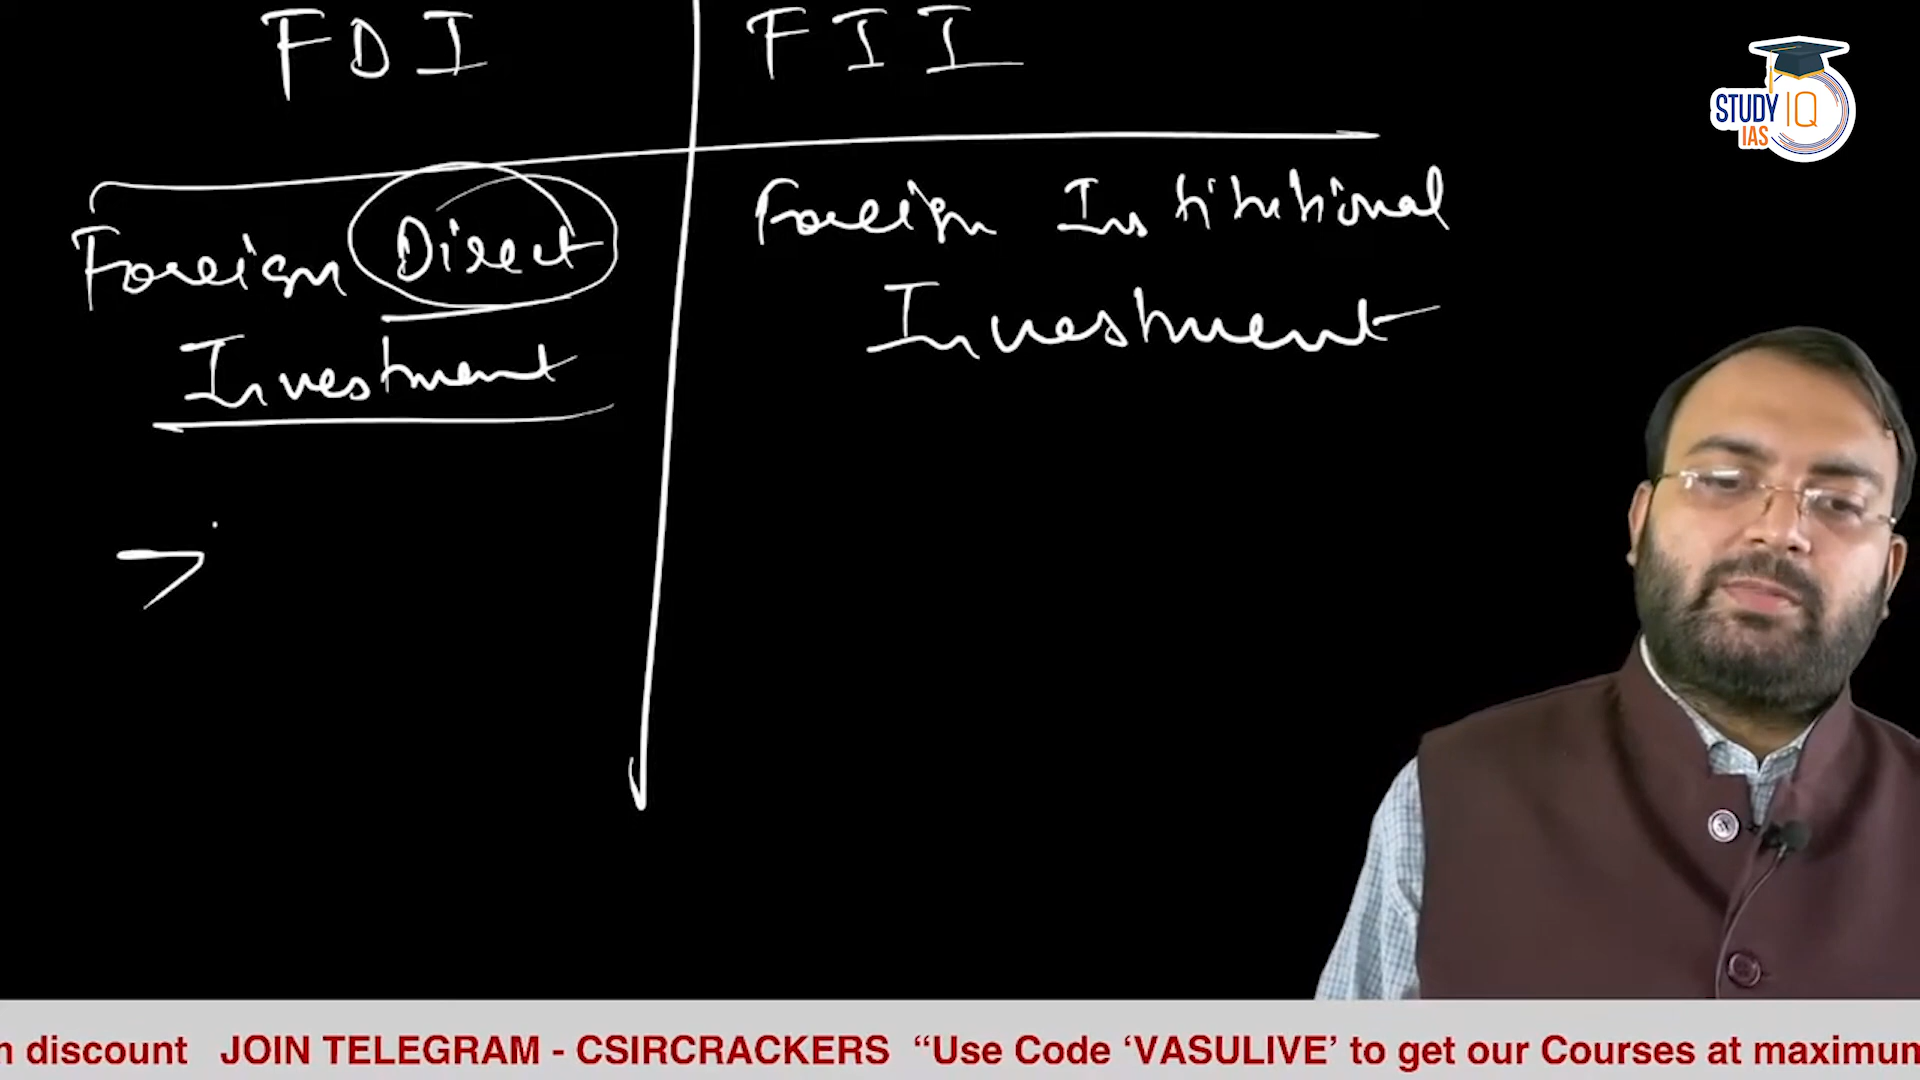 FDI
FII
Foreign Direct
Investment
Foreign Institutional
Investment
STUDY IQ
IAS
n discount JOIN TELEGRAM - CSIRCRACKERS “Use Code ‘VASULIVE’ to get our Courses at maximum